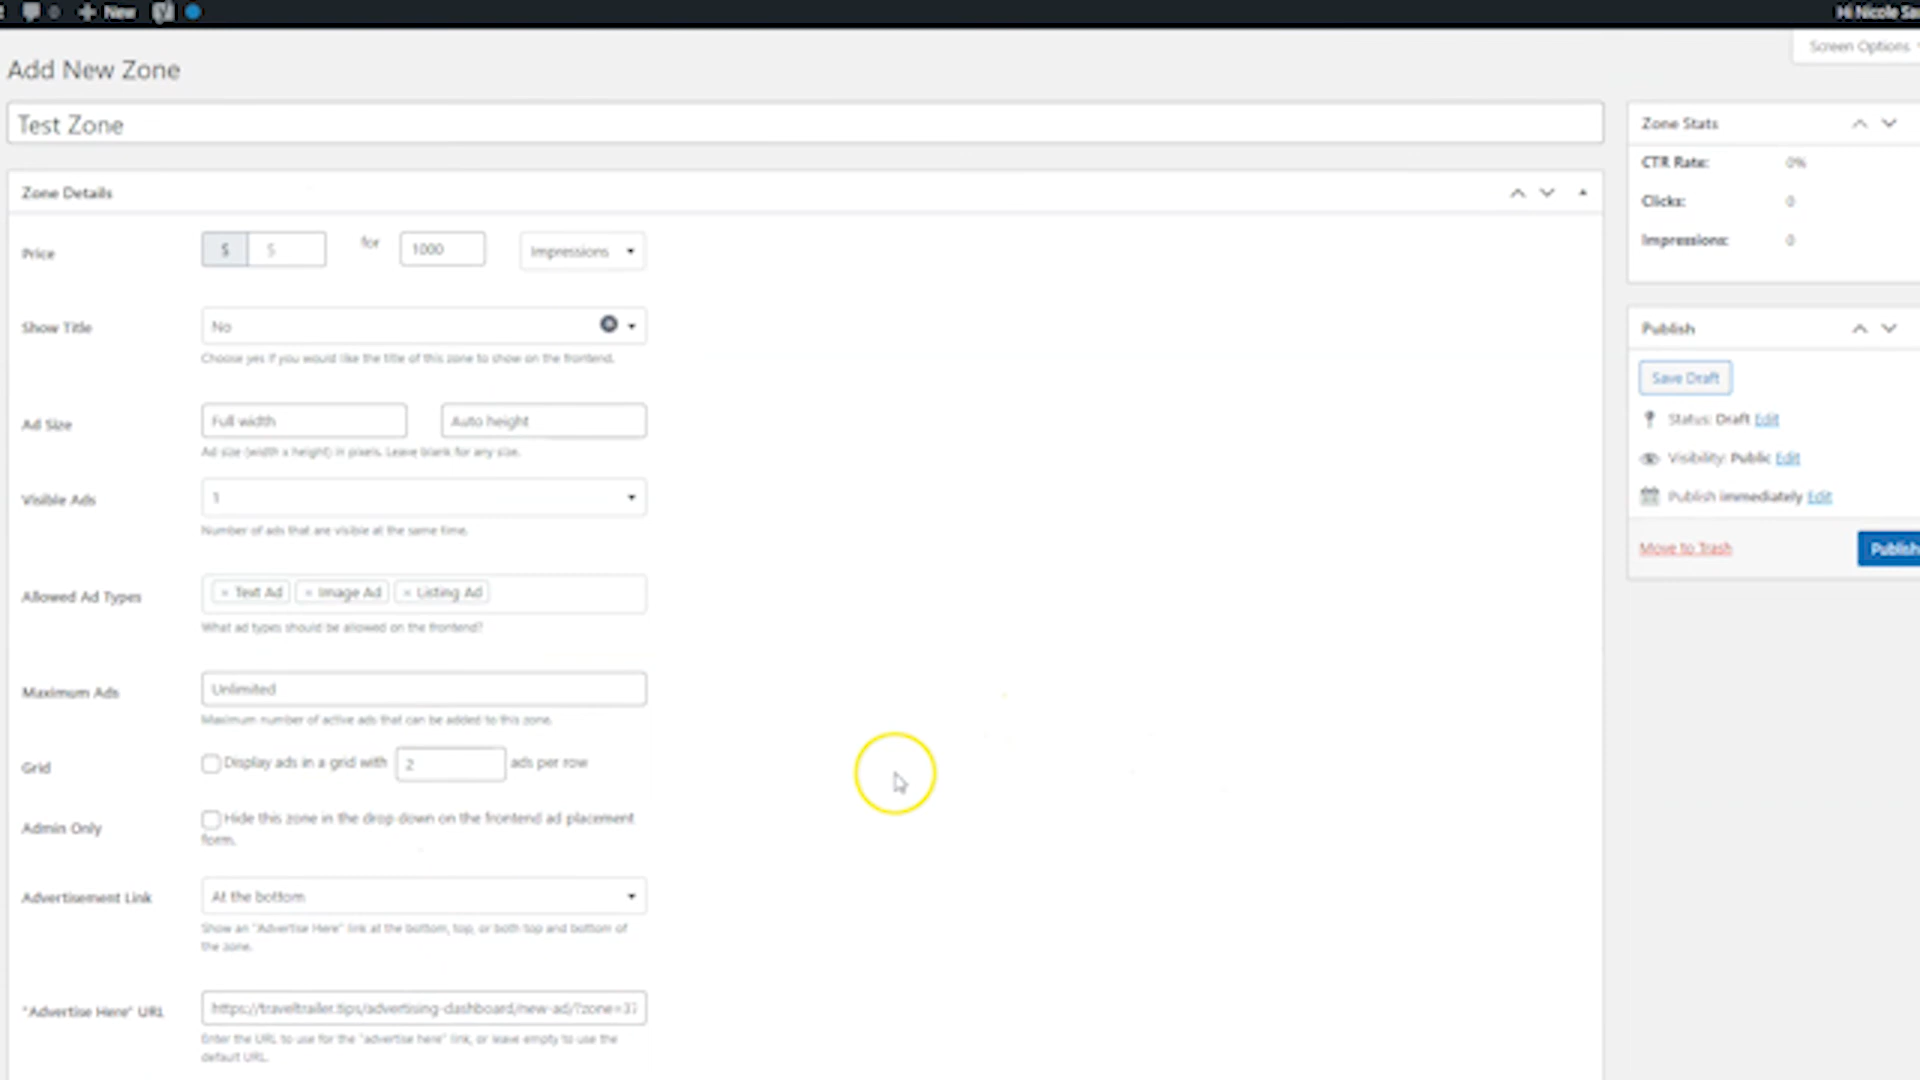 0 New
Hi Nicole
Screen Options
Add New Zone
Test Zone
Zone Details
Price $ $ for 1000 Impressions
Show Title No
Choose yes if you would like the title of this zone to show on the frontend.
Ad Size Full width Auto height
Ad size (width x height) in pixels. Leave blank for any size.
Visible Ads 1
Number of ads that are visible at the same time.
Allowed Ad Types × Text Ad × Image Ad × Listing Ad
What ad types should be allowed on the frontend?
Maximum Ads Unlimited
Maximum number of active ads that can be added to this zone.
Grid Display ads in a grid with 2 ads per row
Admin Only Hide this zone in the drop down on the frontend ad placement
form.
Advertisement Link At the bottom
Show an "Advertise Here" link at the bottom, top, or both top and bottom of
the zone.
"Advertise Here" URL https://traveltrailer.tips/advertising-dashboard/new-ad/?zone=37
Enter the URL to use for the "advertise here" link, or leave empty to use the
default URL.
Zone Stats
CTR Rate: 0%
Clicks: 0
Impressions: 0
Publish
Save Draft
Status: Draft Edit
Visibility: Public Edit
Publish immediately Edit
Move to Trash Publish